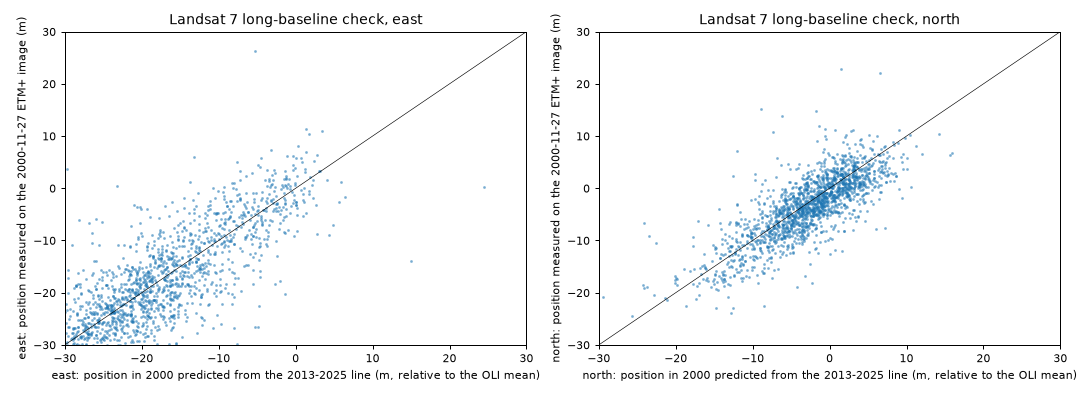 Landsat 7 long-baseline check, east
east: position measured on the 2000-11-27 ETM+ image (m)
30
20
10
0
−10
−20
−30
−30 −20 −10 0 10 20 30
east: position in 2000 predicted from the 2013-2025 line (m, relative to the OLI mean)
Landsat 7 long-baseline check, north
north: position measured on the 2000-11-27 ETM+ image (m)
30
20
10
0
−10
−20
−30
−30 −20 −10 0 10 20 30
north: position in 2000 predicted from the 2013-2025 line (m, relative to the OLI mean)